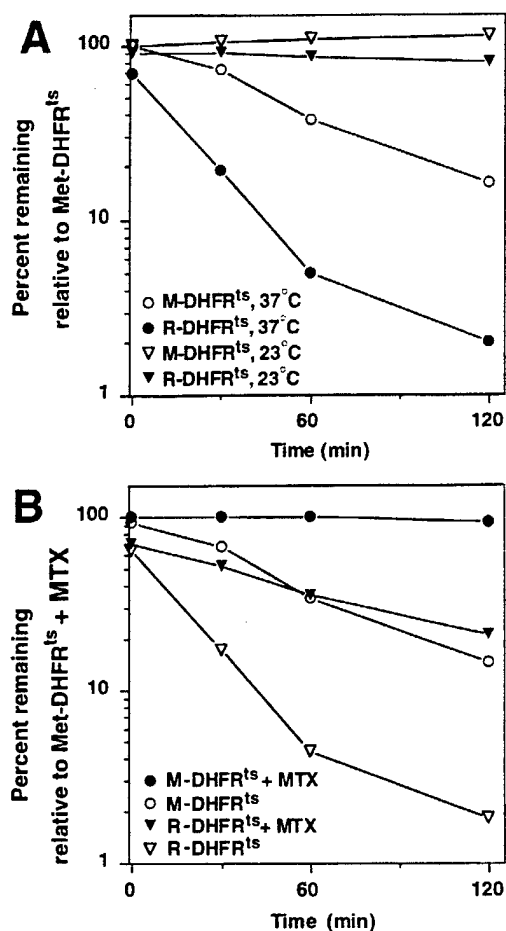 A
Percent remaining
relative to Met-DHFRᵗˢ
100
10
1
○ M-DHFRᵗˢ, 37°C
● R-DHFRᵗˢ, 37°C
▽ M-DHFRᵗˢ, 23°C
▼ R-DHFRᵗˢ, 23°C
0
60
120
Time (min)
B
Percent remaining
relative to Met-DHFRᵗˢ + MTX
100
10
1
● M-DHFRᵗˢ + MTX
○ M-DHFRᵗˢ
▼ R-DHFRᵗˢ + MTX
▽ R-DHFRᵗˢ
0
60
120
Time (min)